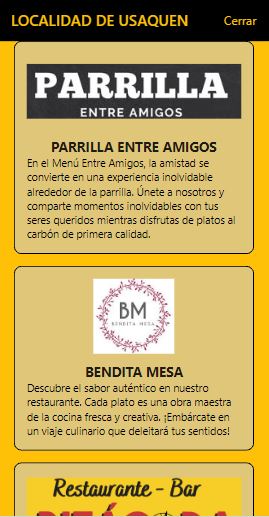 LOCALIDAD DE USAQUEN Cerrar
PARRILLA
ENTRE AMIGOS
PARRILLA ENTRE AMIGOS
En el Menú Entre Amigos, la amistad se
convierte en una experiencia inolvidable
alrededor de la parrilla. Únete a nosotros y
comparte momentos inolvidables con tus
seres queridos mientras disfrutas de platos al
carbón de primera calidad.
BM
BENDITA MESA
BENDITA MESA
Descubre el sabor auténtico en nuestro
restaurante. Cada plato es una obra maestra
de la cocina fresca y creativa. ¡Embárcate en
un viaje culinario que deleitará tus sentidos!
Restaurante - Bar